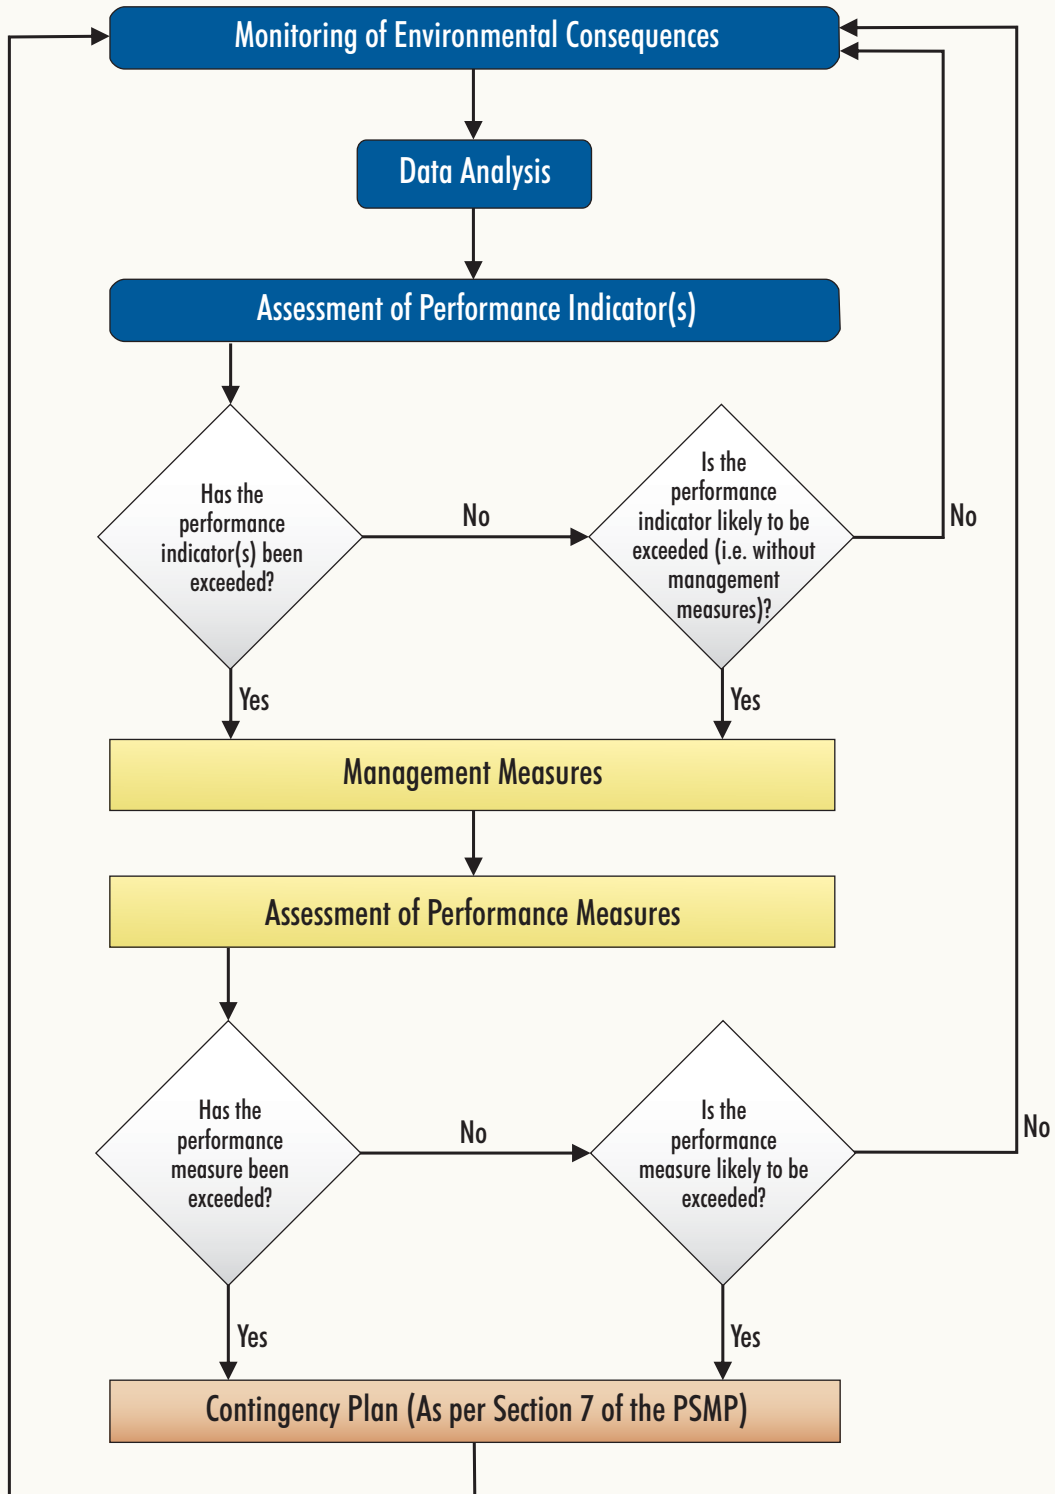 Monitoring of Environmental Consequences
Data Analysis
Assessment of Performance Indicator(s)
Has the
performance
indicator(s) been
exceeded?
No
Is the
performance
indicator likely to be
exceeded (i.e. without
management
measures)?
No
Yes
Yes
Management Measures
Assessment of Performance Measures
Has the
performance
measure been
exceeded?
No
Is the
performance
measure likely to be
exceeded?
No
Yes
Yes
Contingency Plan (As per Section 7 of the PSMP)